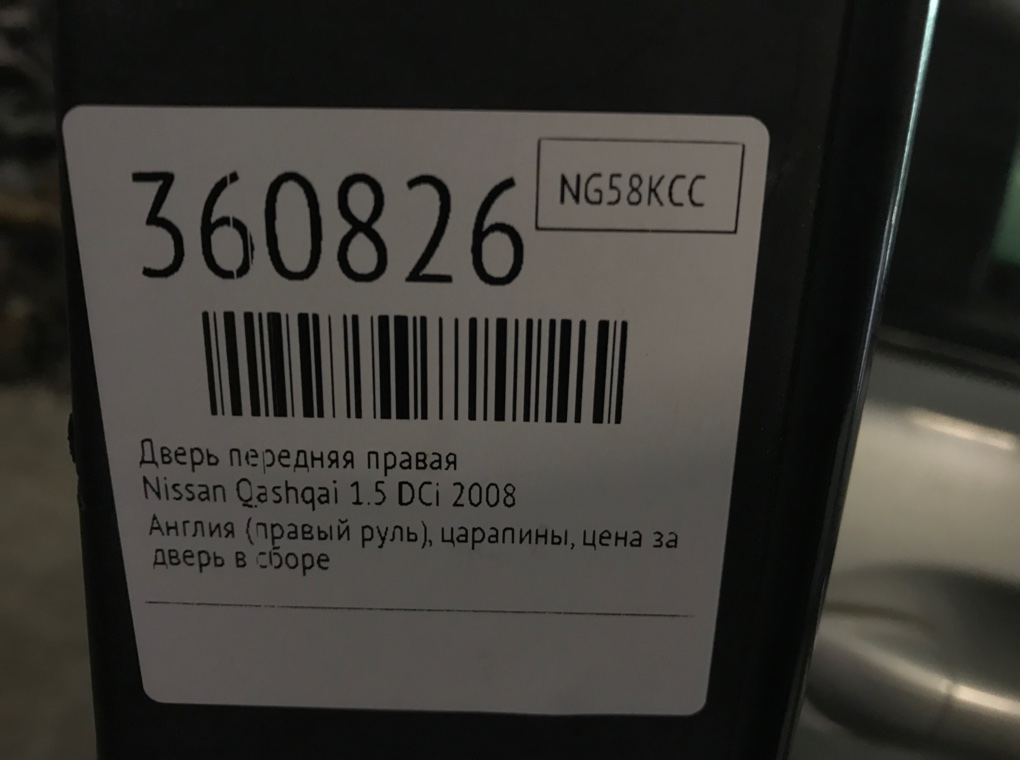 360826
NG58KCC
Дверь передняя правая
Nissan Qashqai 1.5 DCi 2008
Англия (правый руль), царапины, цена за
дверь в сборе